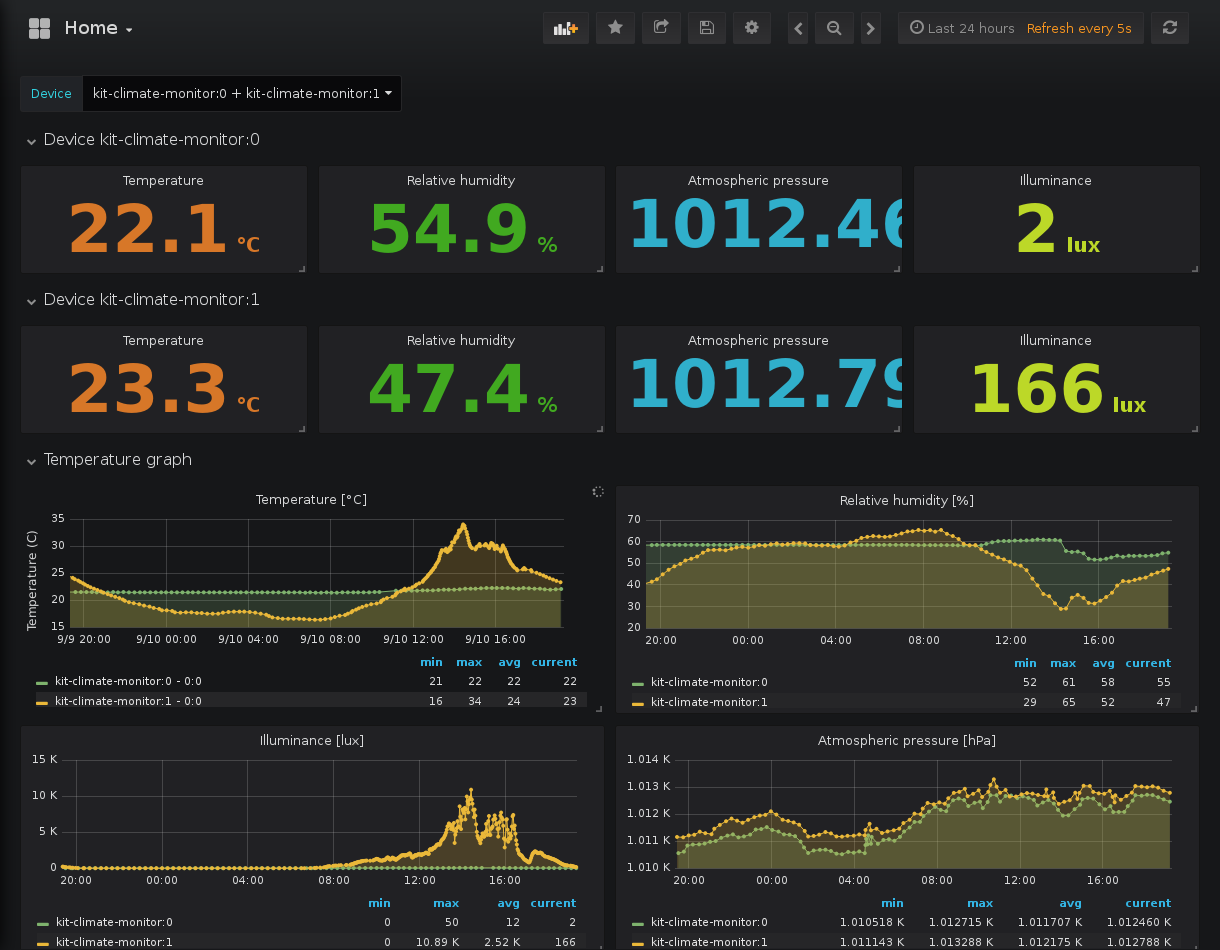 Home
Last 24 hours Refresh every 5s
Device kit-climate-monitor:0 + kit-climate-monitor:1
Device kit-climate-monitor:0
Temperature Relative humidity Atmospheric pressure Illuminance
22.1 °C 54.9 % 1012.46 2 lux
Device kit-climate-monitor:1
Temperature Relative humidity Atmospheric pressure Illuminance
23.3 °C 47.4 % 1012.79 166 lux
Temperature graph
Temperature [°C]
Temperature (C)
35
30
25
20
15
9/9 20:00 9/10 00:00 9/10 04:00 9/10 08:00 9/10 12:00 9/10 16:00
min max avg current
kit-climate-monitor:0 - 0:0 21 22 22 22
kit-climate-monitor:1 - 0:0 16 34 24 23
Relative humidity [%]
70
60
50
40
30
20
20:00 00:00 04:00 08:00 12:00 16:00
min max avg current
kit-climate-monitor:0 52 61 58 55
kit-climate-monitor:1 29 65 52 47
Illuminance [lux]
15 K
10 K
5 K
0
20:00 00:00 04:00 08:00 12:00 16:00
min max avg current
kit-climate-monitor:0 0 50 12 2
kit-climate-monitor:1 0 10.89 K 2.52 K 166
Atmospheric pressure [hPa]
1.014 K
1.013 K
1.012 K
1.011 K
1.010 K
20:00 00:00 04:00 08:00 12:00 16:00
min max avg current
kit-climate-monitor:0 1.010518 K 1.012715 K 1.011707 K 1.012460 K
kit-climate-monitor:1 1.011143 K 1.013288 K 1.012175 K 1.012788 K